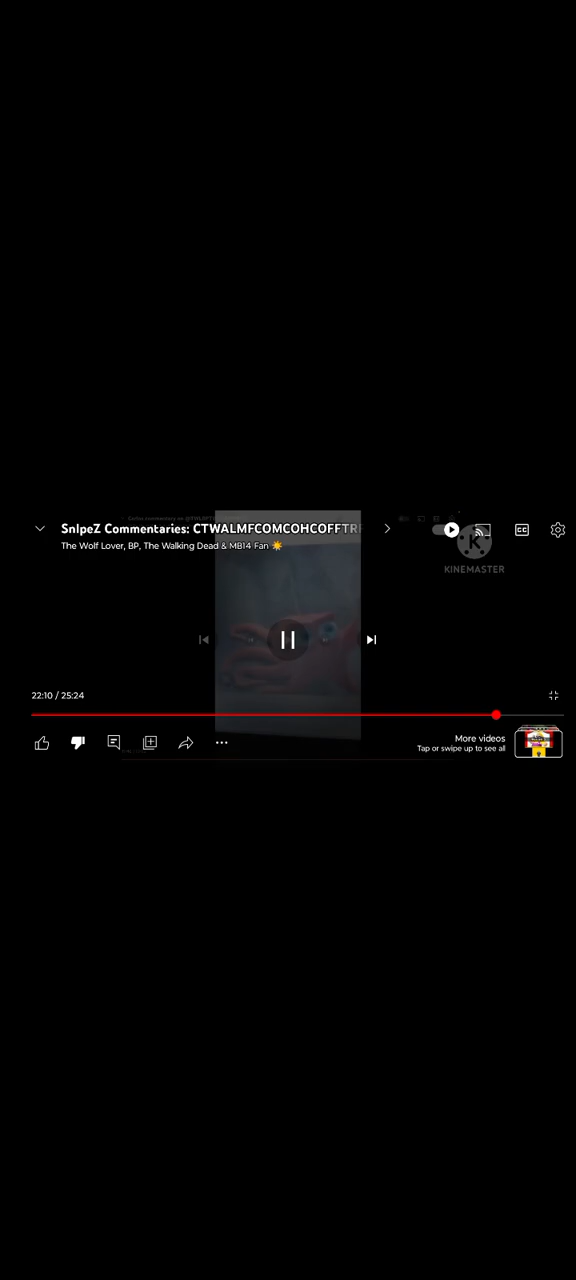 SnIpeZ Commentaries: CTWALMFCOMCOHCOFFTR
The Wolf Lover, BP, The Walking Dead & MB14 Fan ☀️
CC
K
KINEMASTER
22:10 / 25:24
More videos
Tap or swipe up to see all